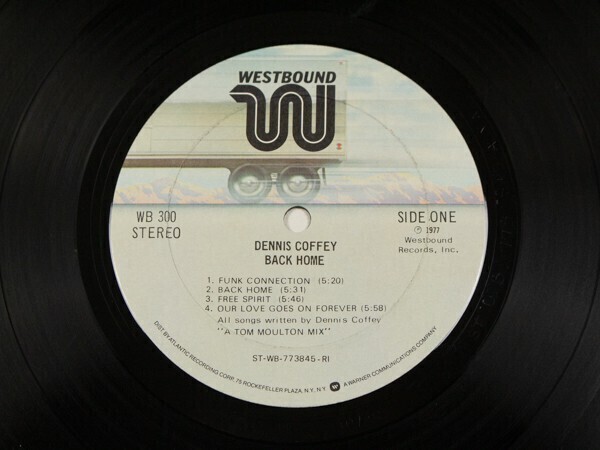 WESTBOUND
WB 300
STEREO
SIDE ONE
℗ 1977
Westbound
Records, Inc.
DENNIS COFFEY
BACK HOME
1. FUNK CONNECTION (5:20)
2. BACK HOME (5:31)
3. FREE SPIRIT (5:46)
4. OUR LOVE GOES ON FOREVER (5:58)
All songs written by Dennis Coffey
"A TOM MOULTON MIX"
ST-WB-773845-RI
DIST BY ATLANTIC RECORDING CORP. 75 ROCKEFELLER PLAZA, N.Y. N.Y. A WARNER COMMUNICATIONS COMPANY